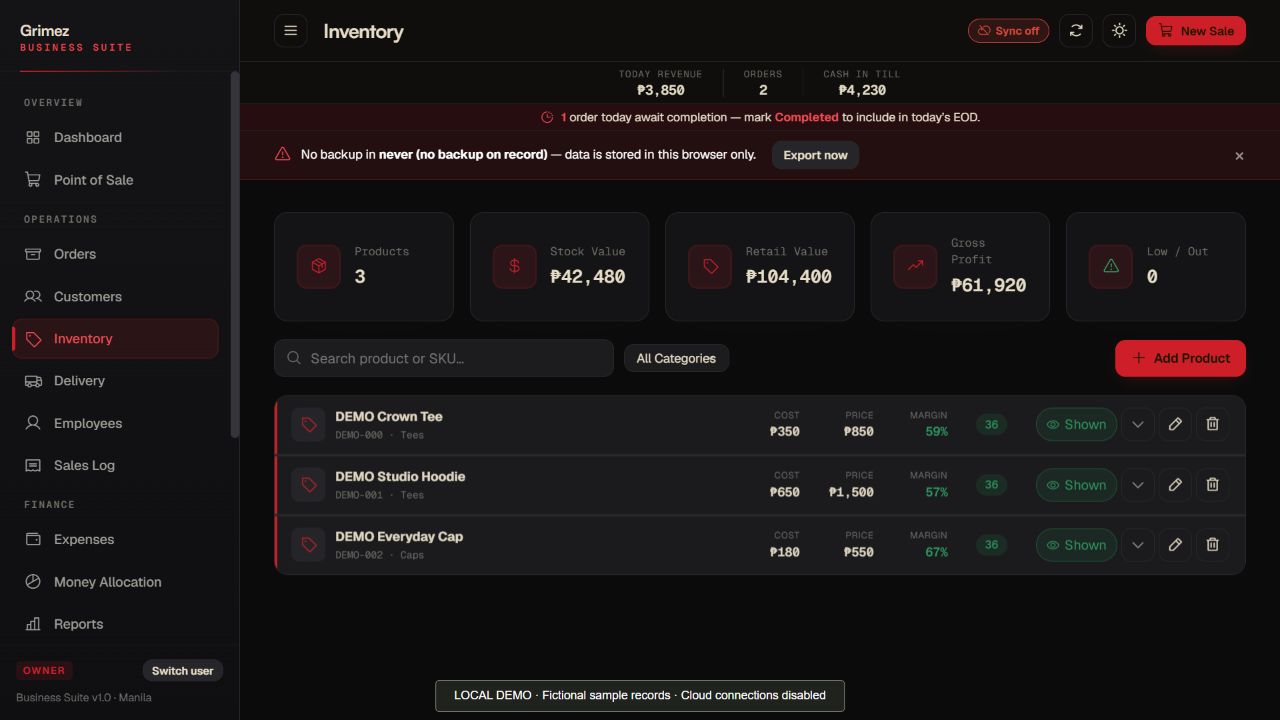 Grimez
BUSINESS SUITE
OVERVIEW
Dashboard
Point of Sale
OPERATIONS
Orders
Customers
Inventory
Delivery
Employees
Sales Log
FINANCE
Expenses
Money Allocation
Reports
OWNER
Switch user
Business Suite v1.0 · Manila
Inventory
Sync off
New Sale
TODAY REVENUE
₱3,850
ORDERS
2
CASH IN TILL
₱4,230
1 order today await completion — mark Completed to include in today's EOD.
No backup in never (no backup on record) — data is stored in this browser only.
Export now
×
Products
3
Stock Value
₱42,480
Retail Value
₱104,400
Gross
Profit
₱61,920
Low / Out
0
Search product or SKU...
All Categories
+ Add Product
DEMO Crown Tee
DEMO-000 · Tees
COST
₱350
PRICE
₱850
MARGIN
59%
36
Shown
DEMO Studio Hoodie
DEMO-001 · Tees
COST
₱650
PRICE
₱1,500
MARGIN
57%
36
Shown
DEMO Everyday Cap
DEMO-002 · Caps
COST
₱180
PRICE
₱550
MARGIN
67%
36
Shown
LOCAL DEMO · Fictional sample records · Cloud connections disabled